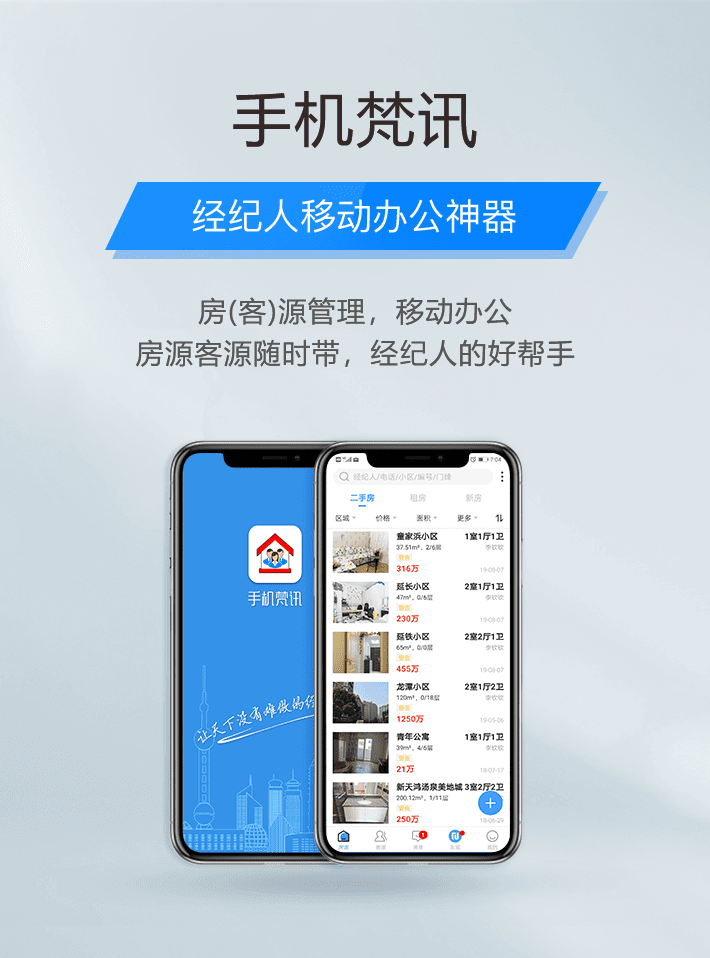 手机梵讯
经纪人移动办公神器
房(客)源管理，移动办公
房源客源随时带，经纪人的好帮手
手机梵讯
让天下没有难做的经
7:04
经纪人/电话/小区/编号/门牌
二手房 租房 新房
区域 价格 面积 更多
童家浜小区 1室1厅1卫
37.51m²，2/6层 李钦钦
316万 19-08-07
延长小区 2室1厅1卫
47m²，0/6层 李钦钦
230万 19-08-07
延铁小区 2室2厅1卫
65m²，0/0层 李钦钦
455万 19-08-07
龙潭小区 2室1厅2卫
120m²，0/18层 李钦钦
1250万 19-05-06
青年公寓 1室1厅1卫
39m²，4/6层 李钦钦
21万 18-07-17
新天鸿汤泉美地城 3室2厅2卫
200.12m²，1/11层
250万 18-06-29
1
房源 客源 消息 发现 我的